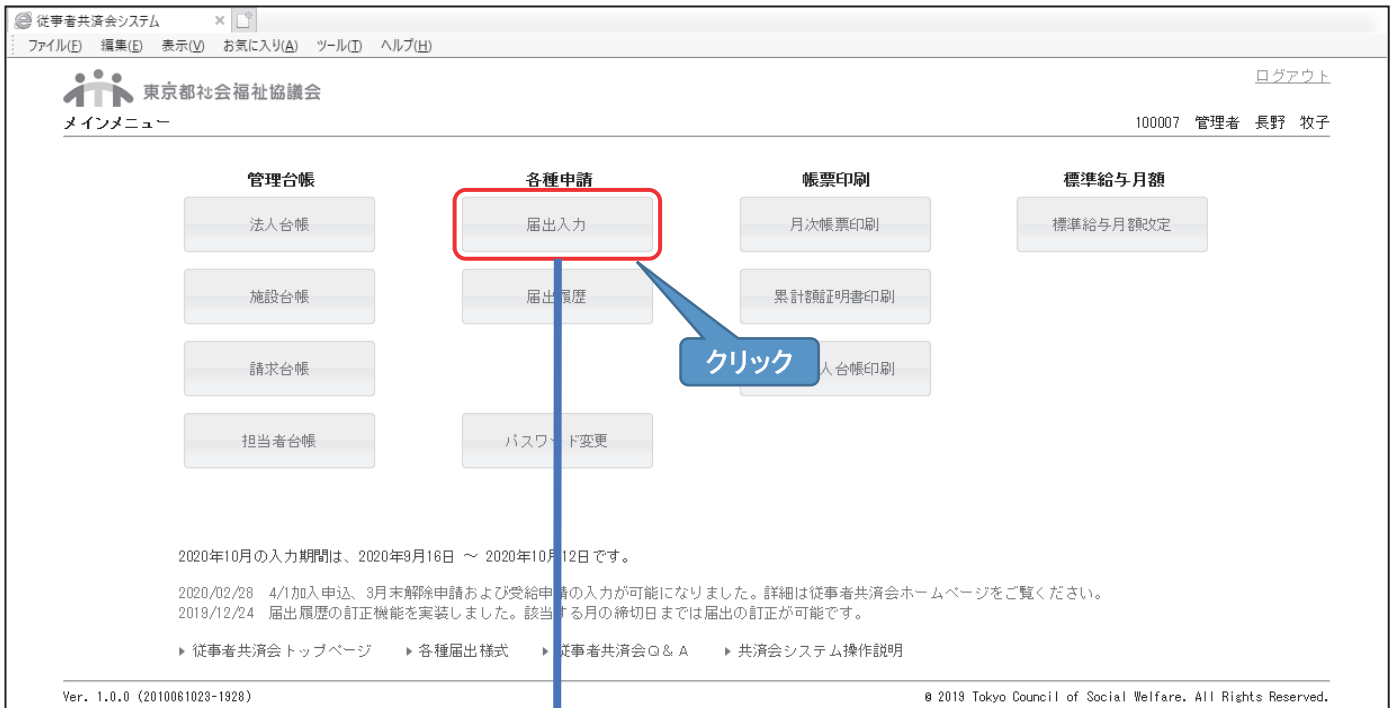 従事者共済会システム
ファイル(F) 編集(E) 表示(V) お気に入り(A) ツール(T) ヘルプ(H)
東京都社会福祉協議会
ログアウト
メインメニュー
100007 管理者 長野 牧子
管理台帳 各種申請 帳票印刷 標準給与月額
法人台帳 届出入力 月次帳票印刷 標準給与月額改定
施設台帳 届出履歴 累計額証明書印刷
請求台帳 クリック 人台帳印刷
担当者台帳 パスワード変更
2020年10月の入力期間は、2020年9月16日 ～ 2020年10月12日です。
2020/02/28 4/1加入申込、3月末解除申請および受給申請の入力が可能になりました。詳細は従事者共済会ホームページをご覧ください。
2019/12/24 届出履歴の訂正機能を実装しました。該当する月の締切日までは届出の訂正が可能です。
従事者共済会トップページ 各種届出様式 従事者共済会Q&A 共済会システム操作説明
Ver. 1.0.0 (2010061023-1928)
© 2019 Tokyo Council of Social Welfare. All Rights Reserved.